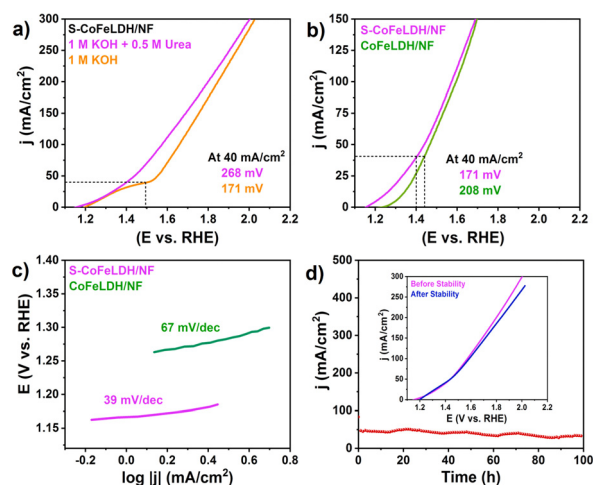 a)
S-CoFeLDH/NF
1 M KOH + 0.5 M Urea
1 M KOH
At 40 mA/cm²
268 mV
171 mV
j (mA/cm²)
300
250
200
150
100
50
0
1.2 1.4 1.6 1.8 2.0 2.2
(E vs. RHE)
b)
S-CoFeLDH/NF
CoFeLDH/NF
At 40 mA/cm²
171 mV
208 mV
j (mA/cm²)
150
125
100
75
50
25
0
1.2 1.4 1.6 1.8 2.0 2.2
(E vs. RHE)
c)
S-CoFeLDH/NF
CoFeLDH/NF
67 mV/dec
39 mV/dec
E (V vs. RHE)
1.40
1.35
1.30
1.25
1.20
1.15
-0.2 0.0 0.2 0.4 0.6 0.8
log |j| (mA/cm²)
d)
j (mA/cm²)
500
400
300
200
100
50
0
0 20 40 60 80 100
Time (h)
Before Stability
After Stability
j (mA/cm²)
300
250
200
150
100
50
0
1.2 1.4 1.6 1.8 2.0 2.2
E (V vs. RHE)